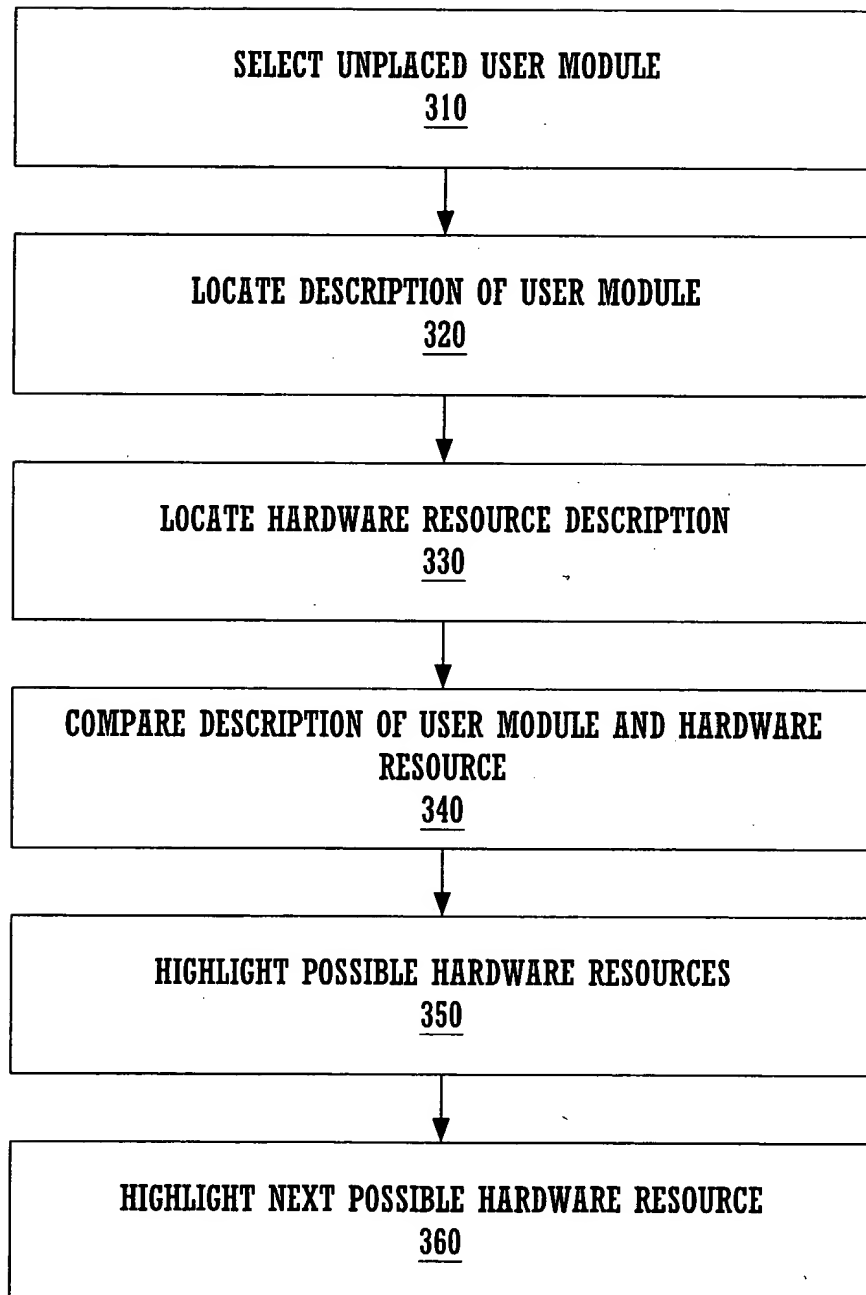 SELECT UNPLACED USER MODULE
310
LOCATE DESCRIPTION OF USER MODULE
320
LOCATE HARDWARE RESOURCE DESCRIPTION
330
COMPARE DESCRIPTION OF USER MODULE AND HARDWARE
RESOURCE
340
HIGHLIGHT POSSIBLE HARDWARE RESOURCES
350
HIGHLIGHT NEXT POSSIBLE HARDWARE RESOURCE
360